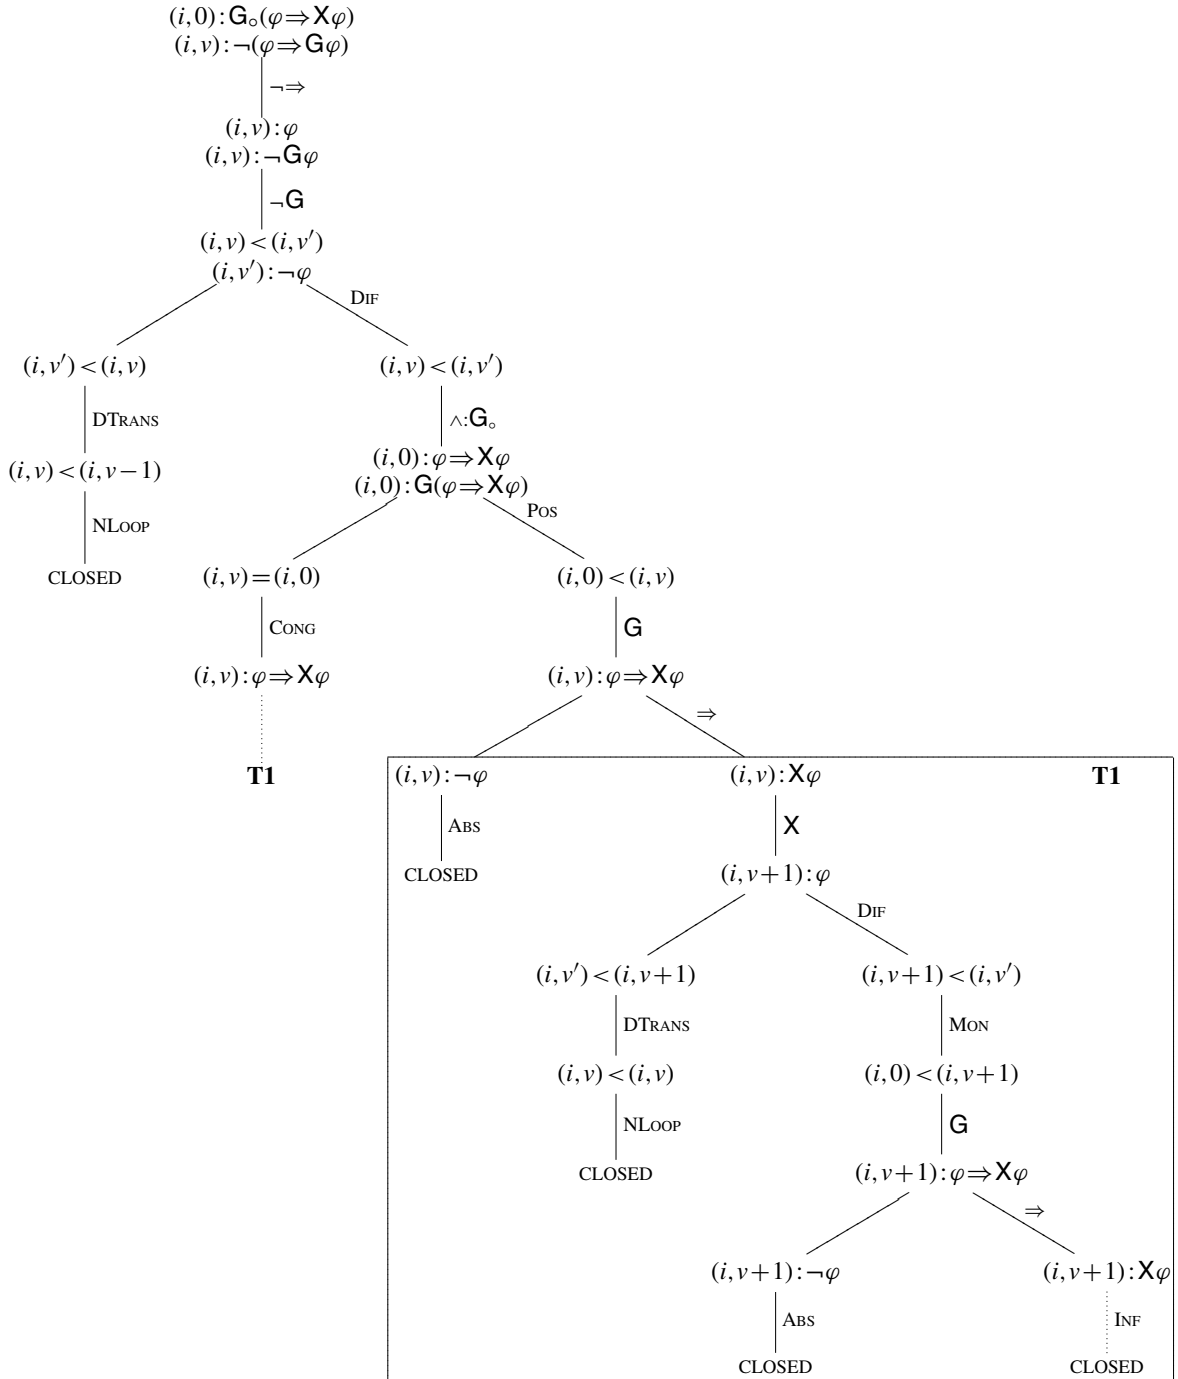 (i,0):G∘(φ⇒Xφ)
(i,v):¬(φ⇒Gφ)
¬⇒
(i,v):φ
(i,v):¬Gφ
¬G
(i,v)<(i,v′)
(i,v′):¬φ
DIF
(i,v′)<(i,v)
(i,v)<(i,v′)
DTRANS
∧:G∘
(i,v)<(i,v−1)
(i,0):φ⇒Xφ
(i,0):G(φ⇒Xφ)
NLOOP
POS
CLOSED
(i,v)=(i,0)
(i,0)<(i,v)
CONG
G
(i,v):φ⇒Xφ
(i,v):φ⇒Xφ
⇒
T1
(i,v):¬φ
(i,v):Xφ
T1
ABS
X
CLOSED
(i,v+1):φ
DIF
(i,v′)<(i,v+1)
(i,v+1)<(i,v′)
DTRANS
MON
(i,v)<(i,v)
(i,0)<(i,v+1)
NLOOP
G
CLOSED
(i,v+1):φ⇒Xφ
⇒
(i,v+1):¬φ
(i,v+1):Xφ
ABS
INF
CLOSED
CLOSED